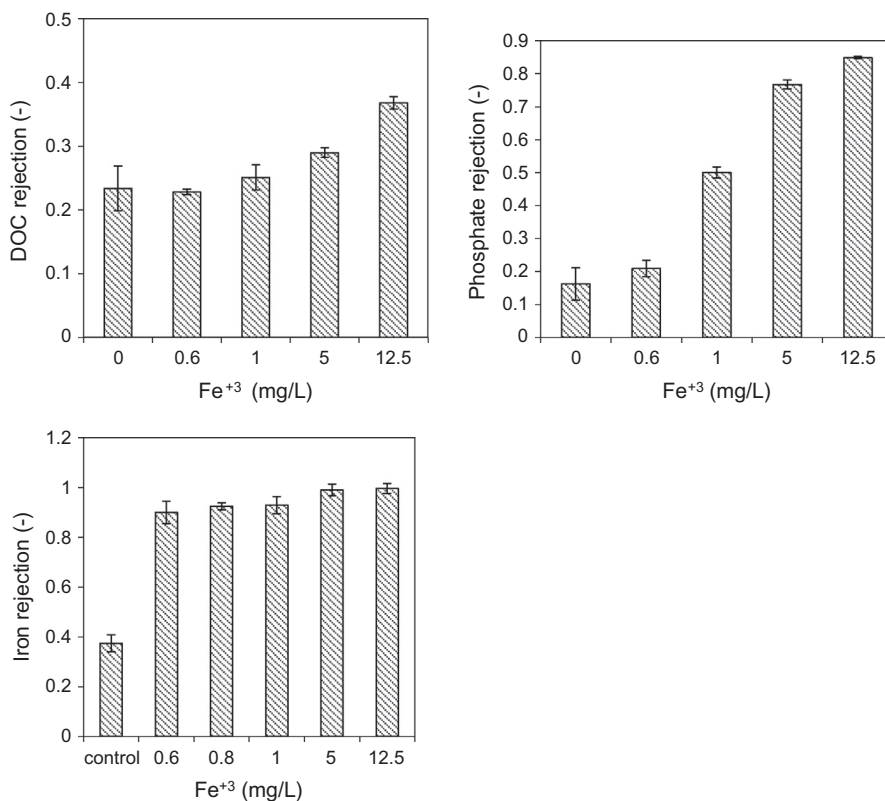 0.5
0.4
0.3
0.2
0.1
0
DOC rejection (-)
0 0.6 1 5 12.5
Fe+3 (mg/L)
0.9
0.8
0.7
0.6
0.5
0.4
0.3
0.2
0.1
0
Phosphate rejection (-)
0 0.6 1 5 12.5
Fe+3 (mg/L)
1.2
1
0.8
0.6
0.4
0.2
0
Iron rejection (-)
control 0.6 0.8 1 5 12.5
Fe+3 (mg/L)